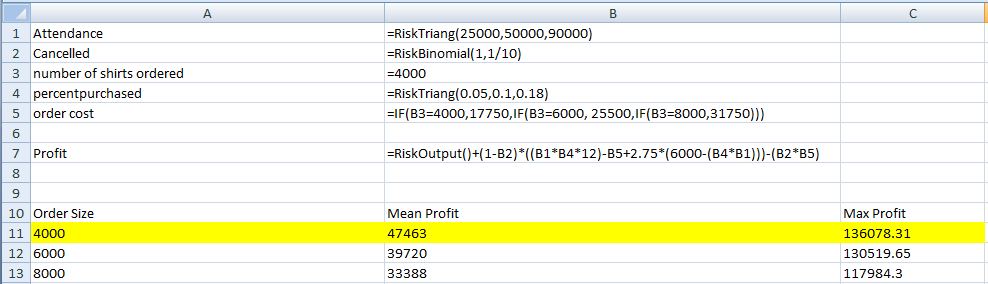 A B C
1 Attendance =RiskTriang(25000,50000,90000)
2 Cancelled =RiskBinomial(1,1/10)
3 number of shirts ordered =4000
4 percentpurchased =RiskTriang(0.05,0.1,0.18)
5 order cost =IF(B3=4000,17750,IF(B3=6000, 25500,IF(B3=8000,31750)))
6
7 Profit =RiskOutput()+(1-B2)*((B1*B4*12)-B5+2.75*(6000-(B4*B1)))-(B2*B5)
8
9
10 Order Size Mean Profit Max Profit
11 4000 47463 136078.31
12 6000 39720 130519.65
13 8000 33388 117984.3